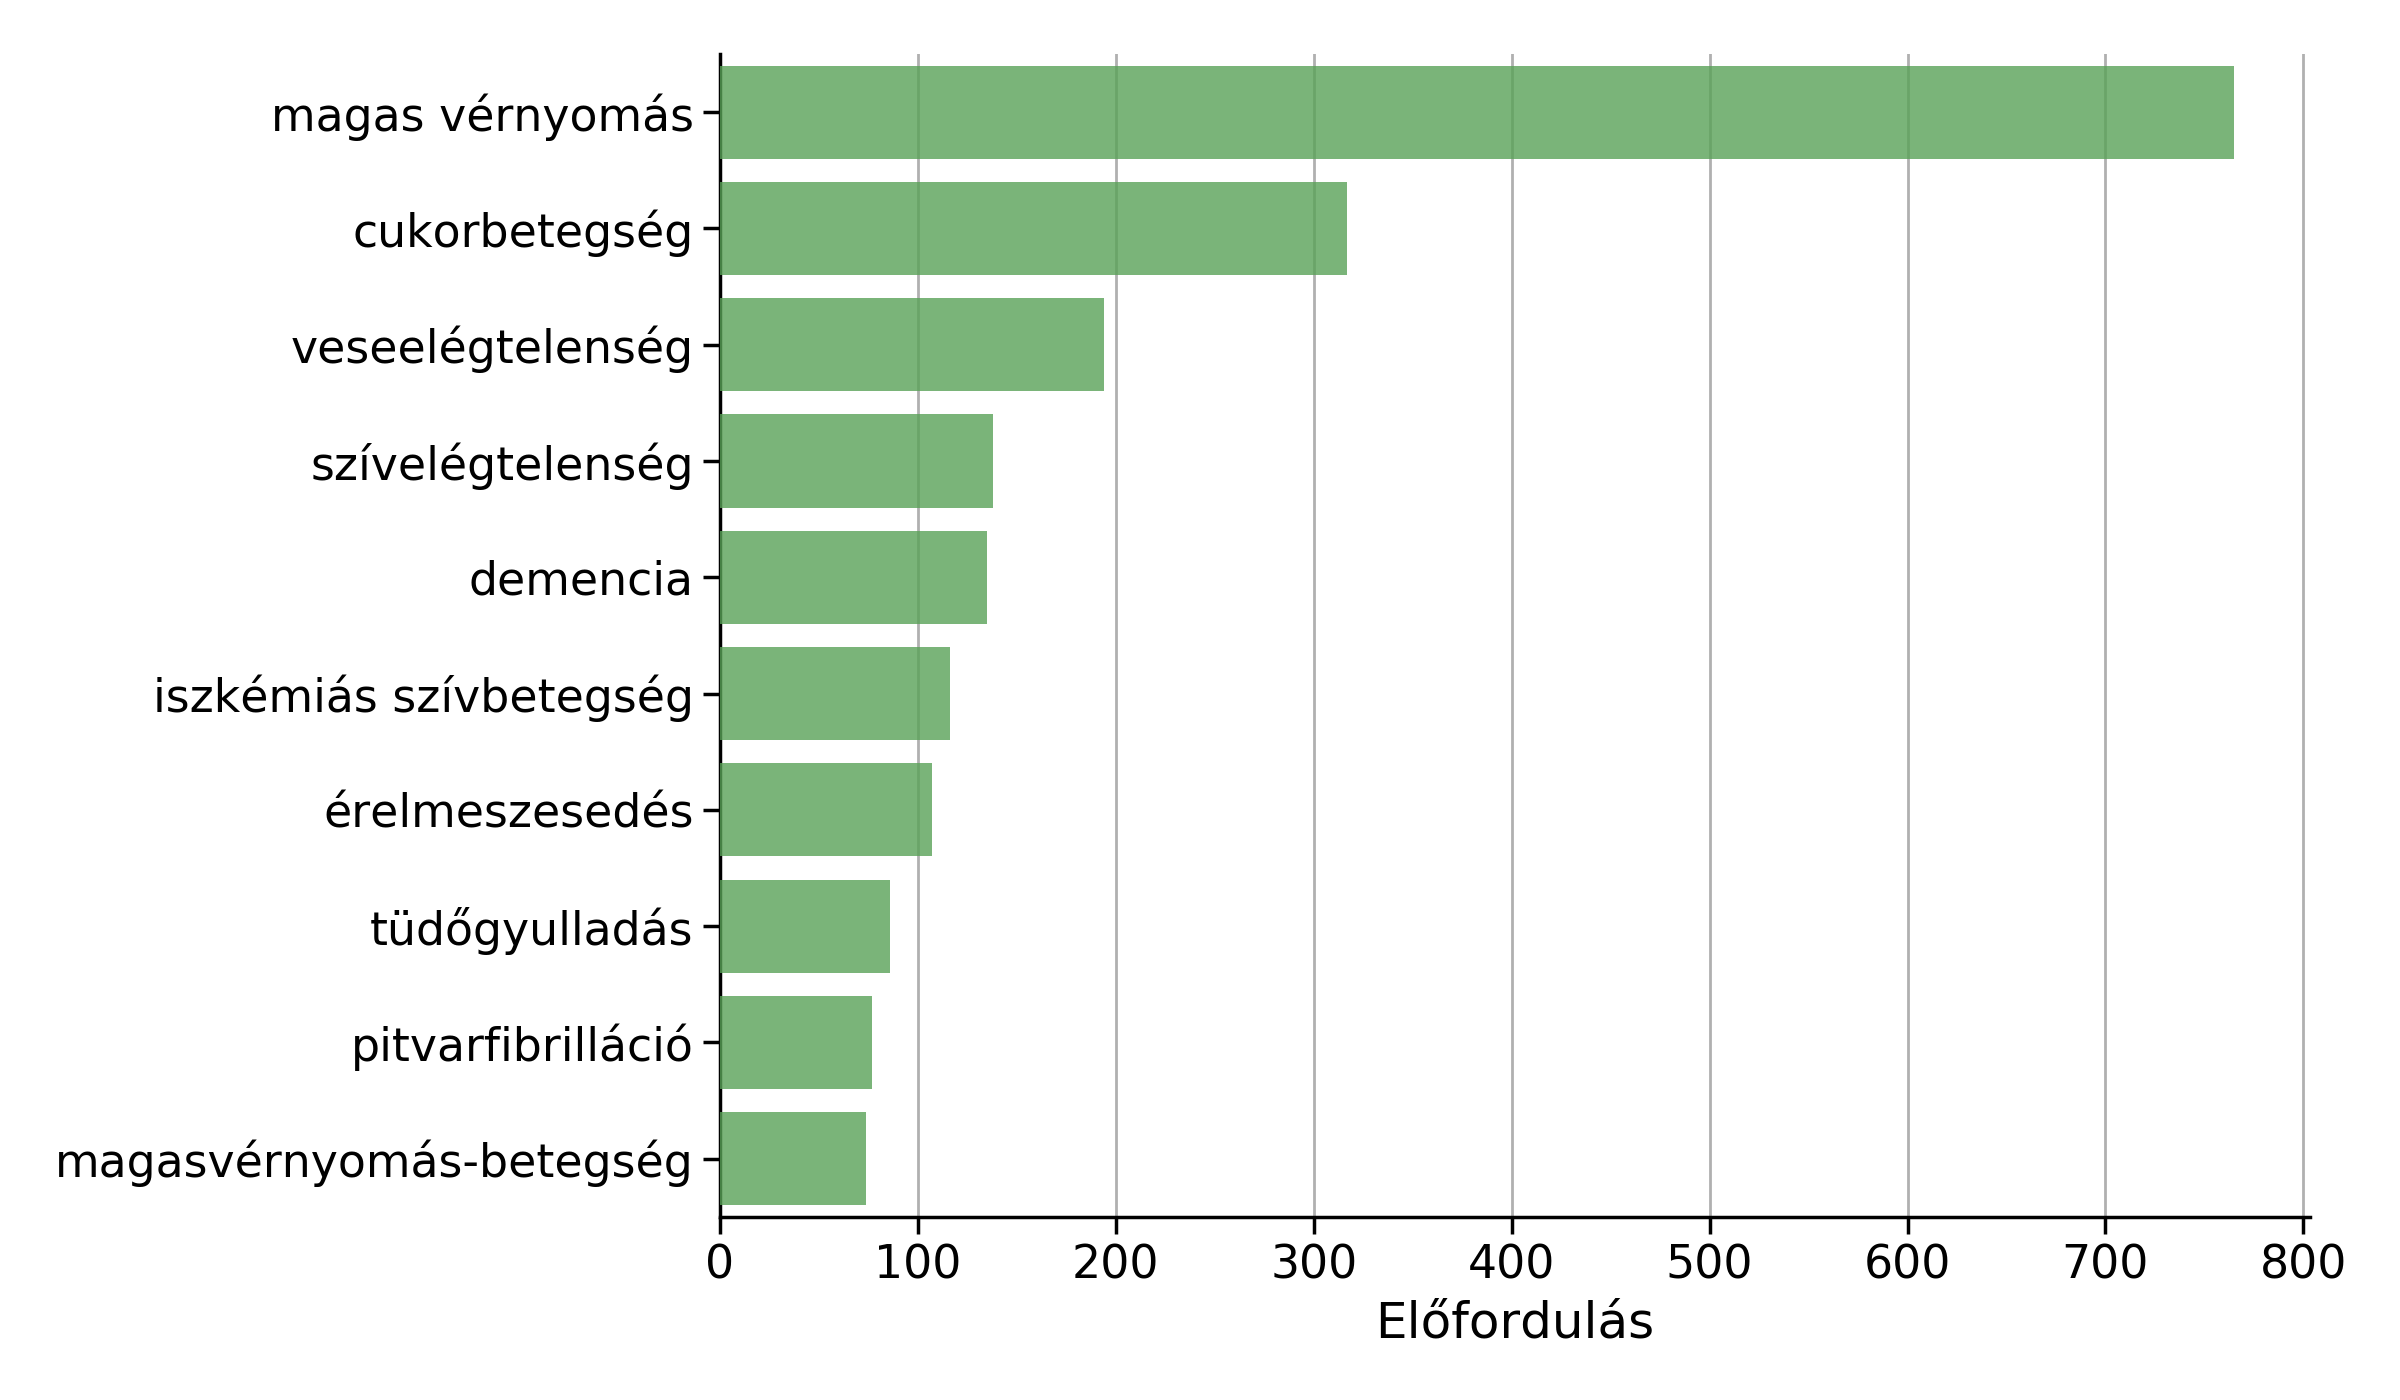 magas vérnyomás
cukorbetegség
veseelégtelenség
szívelégtelenség
demencia
iszkémiás szívbetegség
érelmeszesedés
tüdőgyulladás
pitvarfibrilláció
magasvérnyomás-betegség
0 100 200 300 400 500 600 700 800
Előfordulás